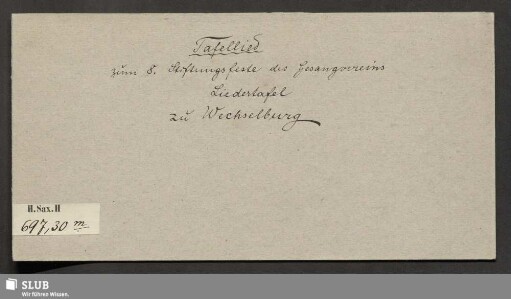 Tafellied
zum 8. Stiftungsfeste des Gesangvereins
Liedertafel
zu Wechselburg
H.Sax.H
697,30 m
SLUB
Wir führen Wissen.